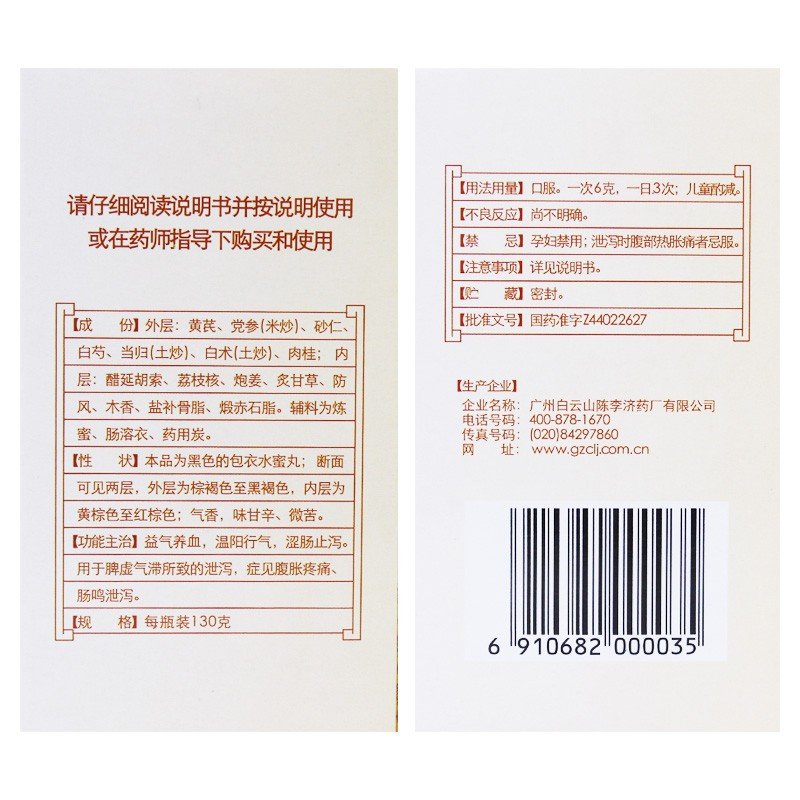 请仔细阅读说明书并按说明使用
或在药师指导下购买和使用
【成 份】外层：黄芪、党参(米炒)、砂仁、
白芍、当归(土炒)、白术(土炒)、肉桂；内
层：醋延胡索、荔枝核、炮姜、炙甘草、防
风、木香、盐补骨脂、煅赤石脂。辅料为炼
蜜、肠溶衣、药用炭。
【性 状】本品为黑色的包衣水蜜丸；断面
可见两层，外层为棕褐色至黑褐色，内层为
黄棕色至红棕色；气香，味甘辛、微苦。
【功能主治】益气养血，温阳行气，涩肠止泻。
用于脾虚气滞所致的泄泻，症见腹胀疼痛、
肠鸣泄泻。
【规 格】每瓶装130克
【用法用量】口服。一次6克，一日3次；儿童酌减。
【不良反应】尚不明确。
【禁 忌】孕妇禁用；泄泻时腹部热胀痛者忌服。
【注意事项】详见说明书。
【贮 藏】密封。
【批准文号】国药准字Z44022627
【生产企业】
企业名称：广州白云山陈李济药厂有限公司
电话号码：400-878-1670
传真号码：(020)84297860
网 址：www.gzclj.com.cn
6 910682 000035